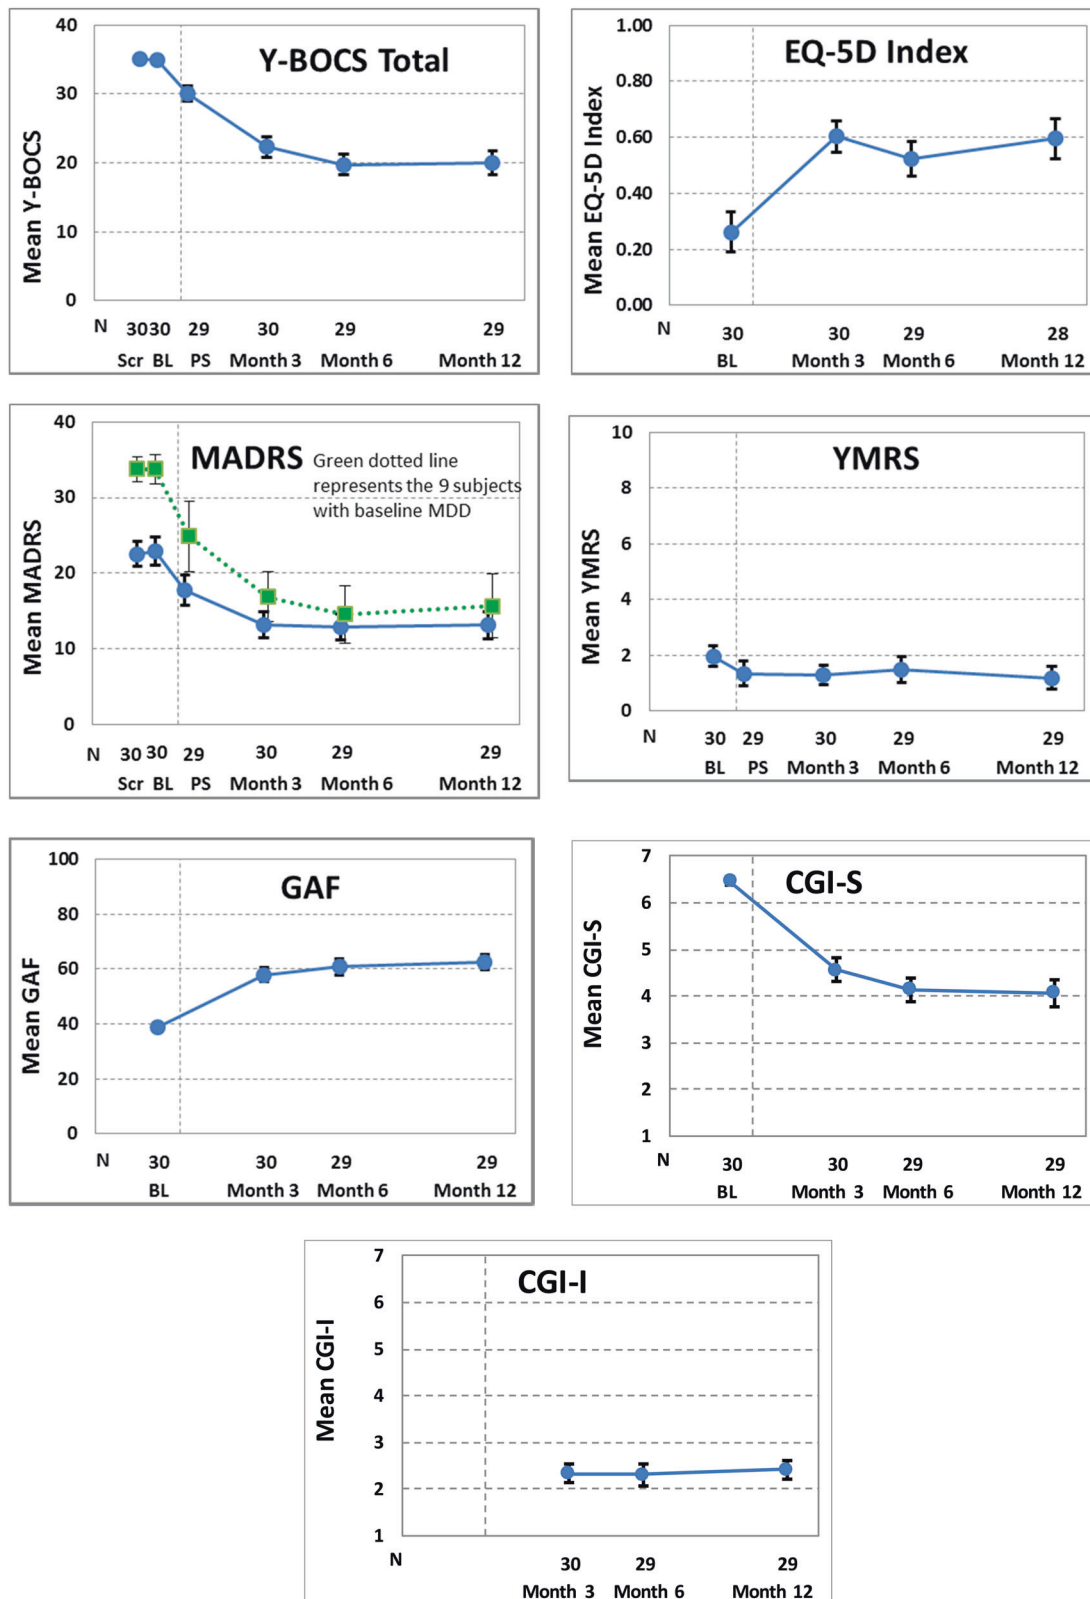 Y-BOCS Total
Mean Y-BOCS
40
30
20
10
0
N 30 30 29 30 29 29
Scr BL PS Month 3 Month 6 Month 12
EQ-5D Index
Mean EQ-5D Index
1.00
0.80
0.60
0.40
0.20
0.00
N 30 30 29 28
BL Month 3 Month 6 Month 12
MADRS
Green dotted line
represents the 9 subjects
with baseline MDD
Mean MADRS
40
30
20
10
0
N 30 30 29 30 29 29
Scr BL PS Month 3 Month 6 Month 12
YMRS
Mean YMRS
10
8
6
4
2
0
N 30 29 30 29 29
BL PS Month 3 Month 6 Month 12
GAF
Mean GAF
100
80
60
40
20
0
N 30 30 29 29
BL Month 3 Month 6 Month 12
CGI-S
Mean CGI-S
7
6
5
4
3
2
1
N 30 30 29 29
BL Month 3 Month 6 Month 12
CGI-I
Mean CGI-I
7
6
5
4
3
2
1
N 30 29 29
Month 3 Month 6 Month 12